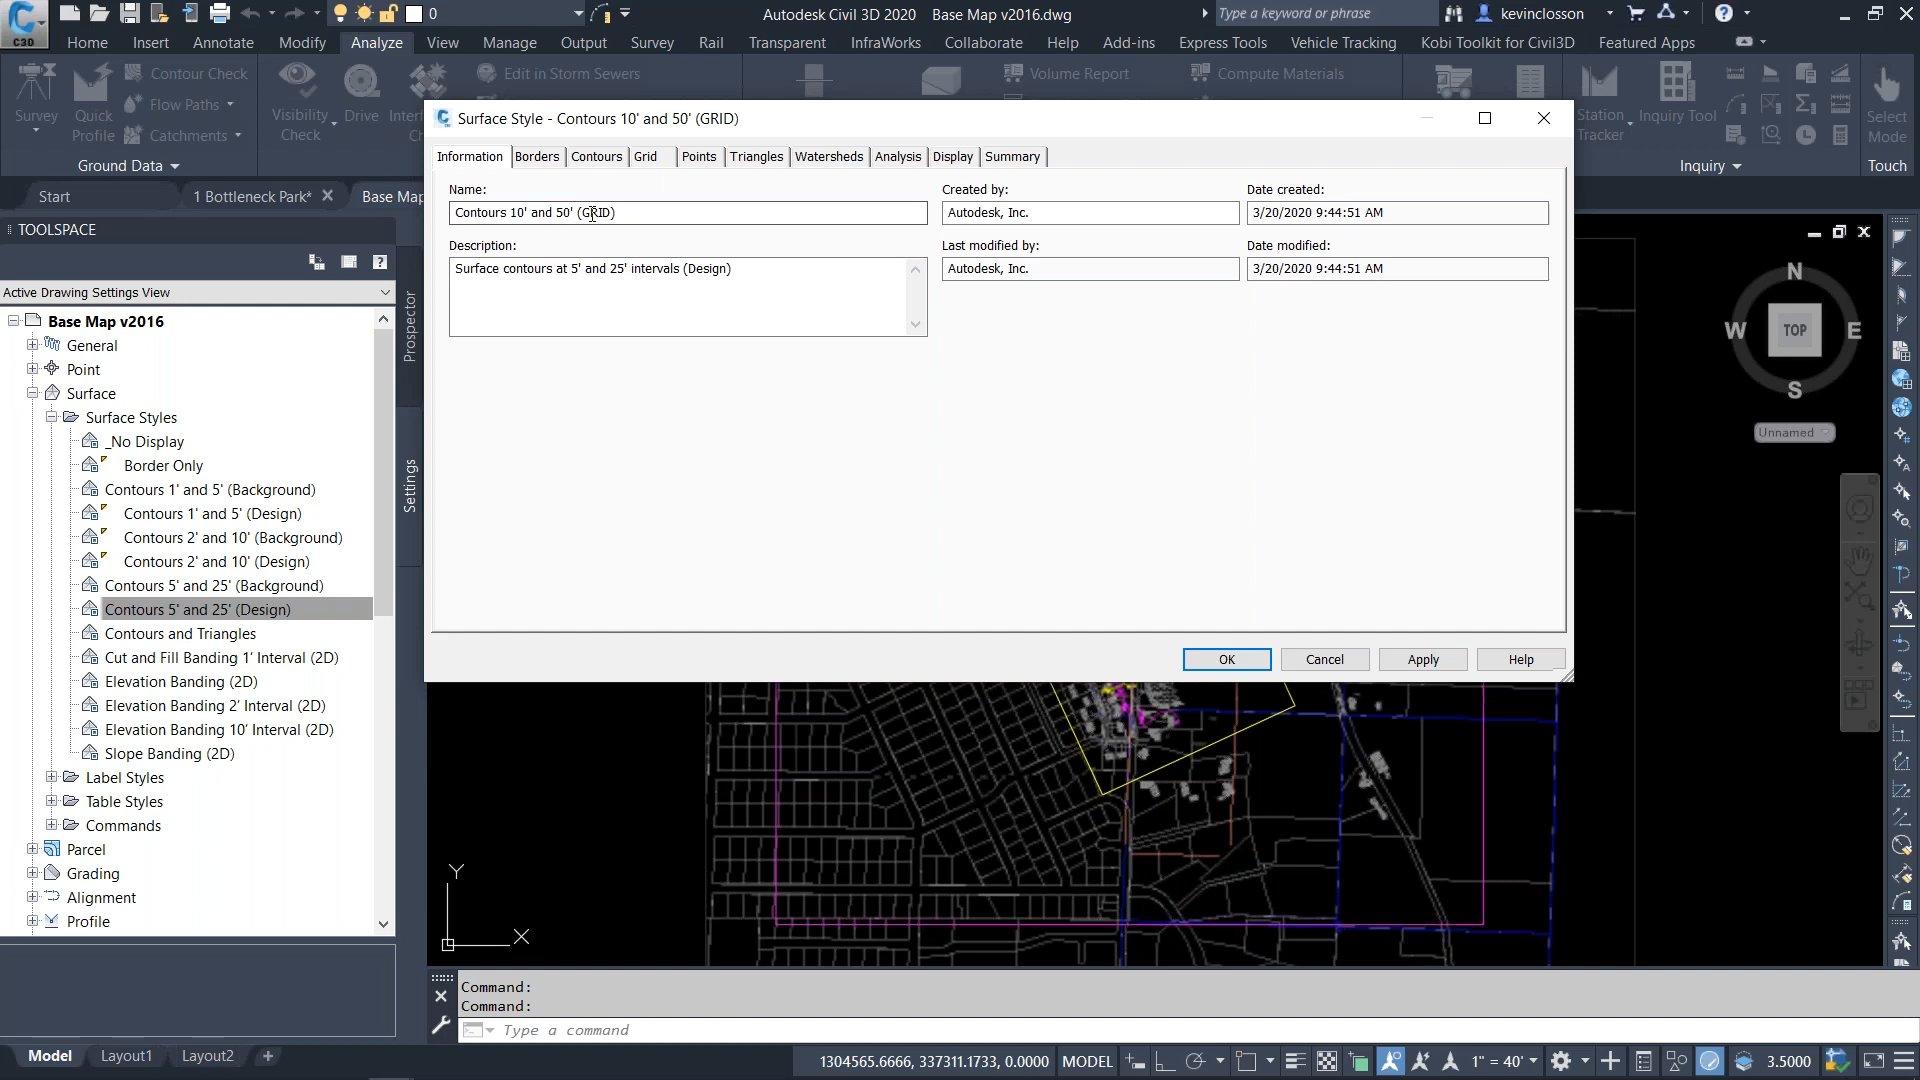 0
Autodesk Civil 3D 2020 Base Map v2016.dwg
Type a keyword or phrase
kevinclosson
C3D
Home Insert Annotate Modify Analyze View Manage Output Survey Rail Transparent InfraWorks Collaborate Help Add-ins Express Tools Vehicle Tracking Kobi Toolkit for Civil3D Featured Apps
Survey
Quick Profile
Contour Check
Flow Paths
Catchments
Ground Data
Visibility Check
Drive
Edit in Storm Sewers
Volume Report
Compute Materials
Station Tracker
Inquiry Tool
Inquiry
Select Mode
Touch
Start
1 Bottleneck Park*
Base Map
TOOLSPACE
Active Drawing Settings View
Base Map v2016
General
Point
Surface
Surface Styles
_No Display
Border Only
Contours 1' and 5' (Background)
Contours 1' and 5' (Design)
Contours 2' and 10' (Background)
Contours 2' and 10' (Design)
Contours 5' and 25' (Background)
Contours 5' and 25' (Design)
Contours and Triangles
Cut and Fill Banding 1' Interval (2D)
Elevation Banding (2D)
Elevation Banding 2' Interval (2D)
Elevation Banding 10' Interval (2D)
Slope Banding (2D)
Label Styles
Table Styles
Commands
Parcel
Grading
Alignment
Profile
Prospector
Settings
Surface Style - Contours 10' and 50' (GRID)
Information Borders Contours Grid Points Triangles Watersheds Analysis Display Summary
Name:
Contours 10' and 50' (GRID)
Description:
Surface contours at 5' and 25' intervals (Design)
Created by:
Autodesk, Inc.
Last modified by:
Autodesk, Inc.
Date created:
3/20/2020 9:44:51 AM
Date modified:
3/20/2020 9:44:51 AM
OK Cancel Apply Help
N
W TOP E
S
Unnamed
Y
X
Command:
Command:
Type a command
Model Layout1 Layout2
1304565.6666, 337311.1733, 0.0000 MODEL
1" = 40'
3.5000